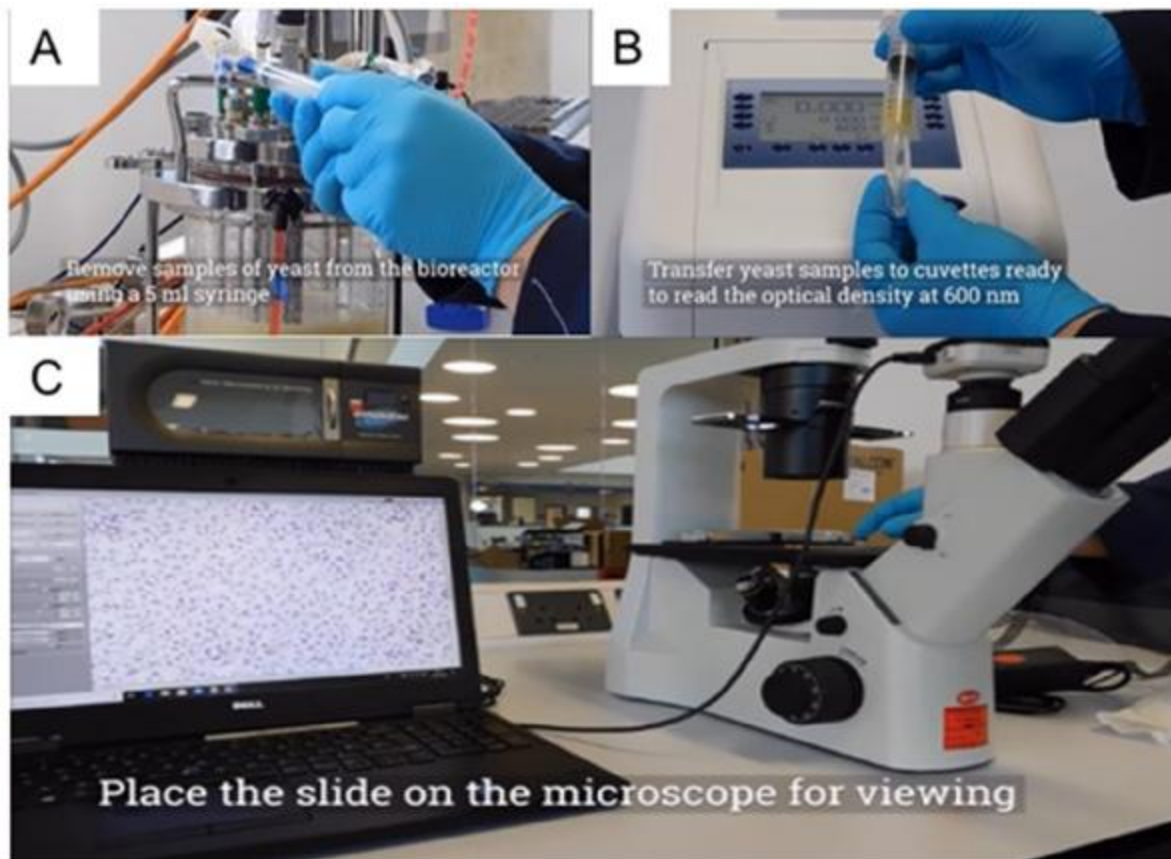 A
Remove samples of yeast from the bioreactor
using a 5 ml syringe
B
Transfer yeast samples to cuvettes ready
to read the optical density at 600 nm
C
DELL
Place the slide on the microscope for viewing